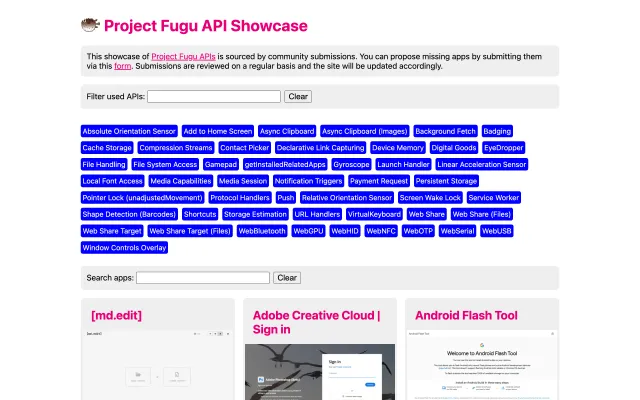 Project Fugu API Showcase
This showcase of Project Fugu APIs is sourced by community submissions. You can propose missing apps by submitting them
via this form. Submissions are reviewed on a regular basis and the site will be updated accordingly.
Filter used APIs: Clear
Absolute Orientation Sensor Add to Home Screen Async Clipboard Async Clipboard (Images) Background Fetch Badging
Cache Storage Compression Streams Contact Picker Declarative Link Capturing Device Memory Digital Goods EyeDropper
File Handling File System Access Gamepad getInstalledRelatedApps Gyroscope Launch Handler Linear Acceleration Sensor
Local Font Access Media Capabilities Media Session Notification Triggers Payment Request Persistent Storage
Pointer Lock (unadjustedMovement) Protocol Handlers Push Relative Orientation Sensor Screen Wake Lock Service Worker
Shape Detection (Barcodes) Shortcuts Storage Estimation URL Handlers VirtualKeyboard Web Share Web Share (Files)
Web Share Target Web Share Target (Files) WebBluetooth WebGPU WebHID WebNFC WebOTP WebSerial WebUSB
Window Controls Overlay
Search apps: Clear
[md.edit]
Adobe Creative Cloud |
Sign in
Android Flash Tool
[md.edit]
Sign in
Android Flash Tool
Welcome to Android Flash Tool